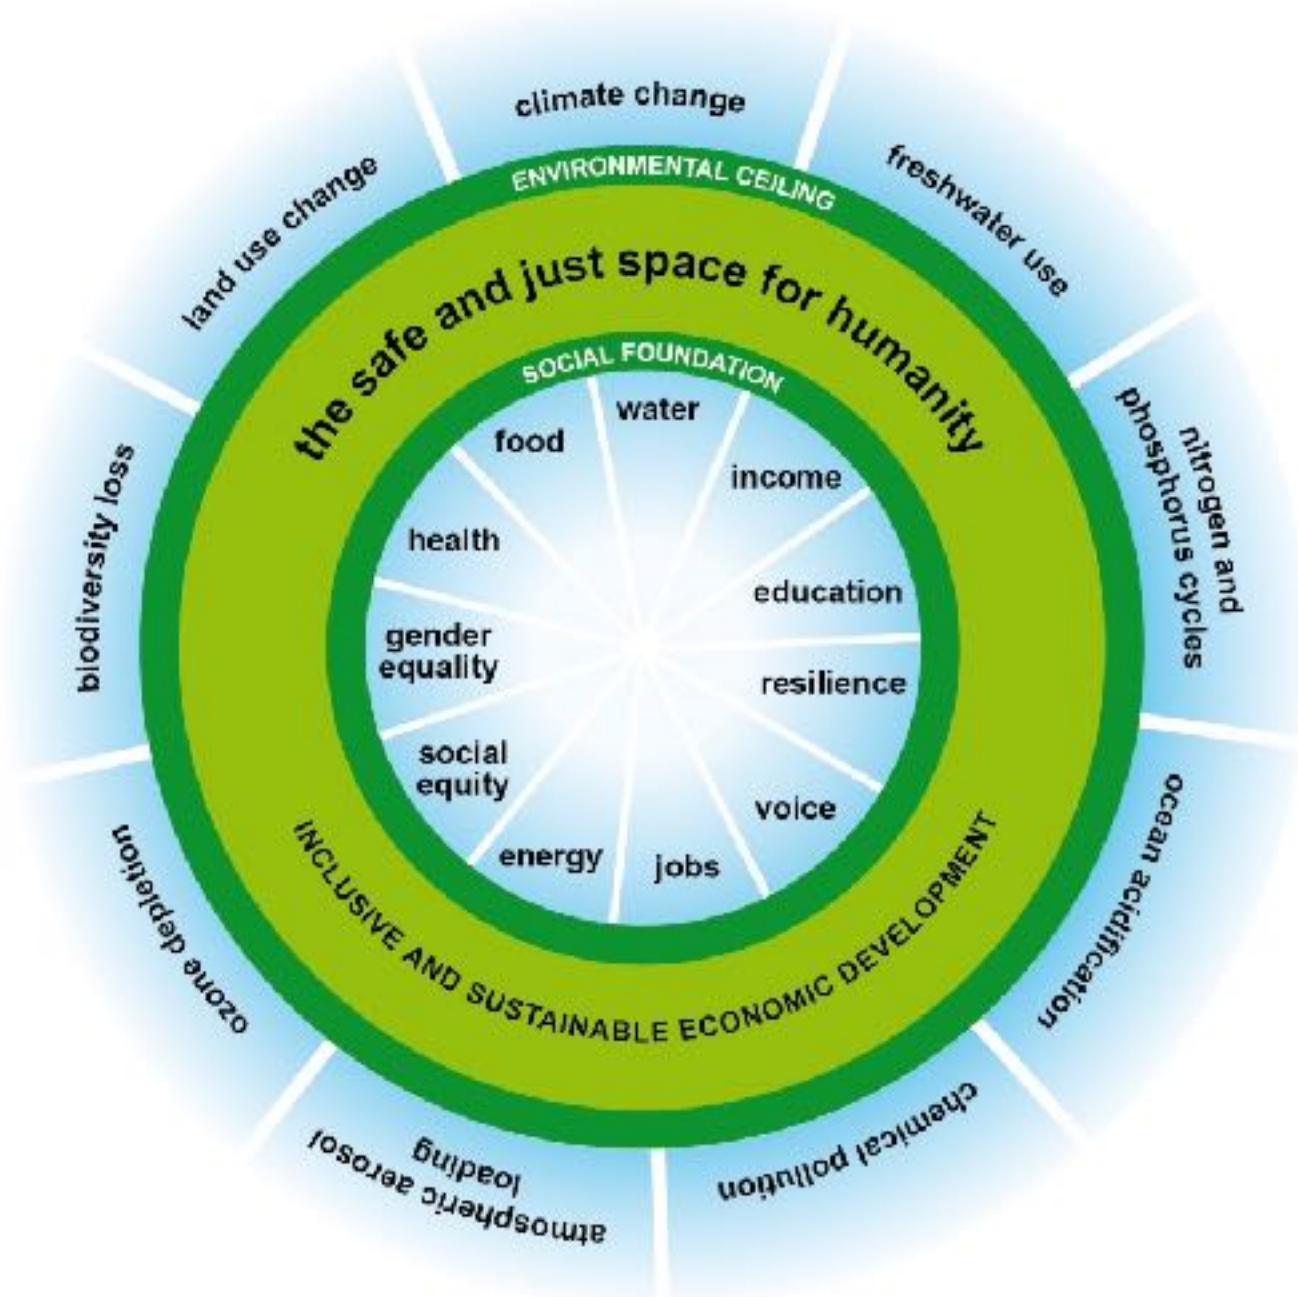 climate change
freshwater use
nitrogen and
phosphorus cycles
ocean acidification
chemical pollution
atmospheric aerosol
loading
ozone depletion
biodiversity loss
land use change
ENVIRONMENTAL CEILING
the safe and just space for humanity
SOCIAL FOUNDATION
water
income
education
resilience
voice
jobs
energy
social
equity
gender
equality
health
food
INCLUSIVE AND SUSTAINABLE ECONOMIC DEVELOPMENT